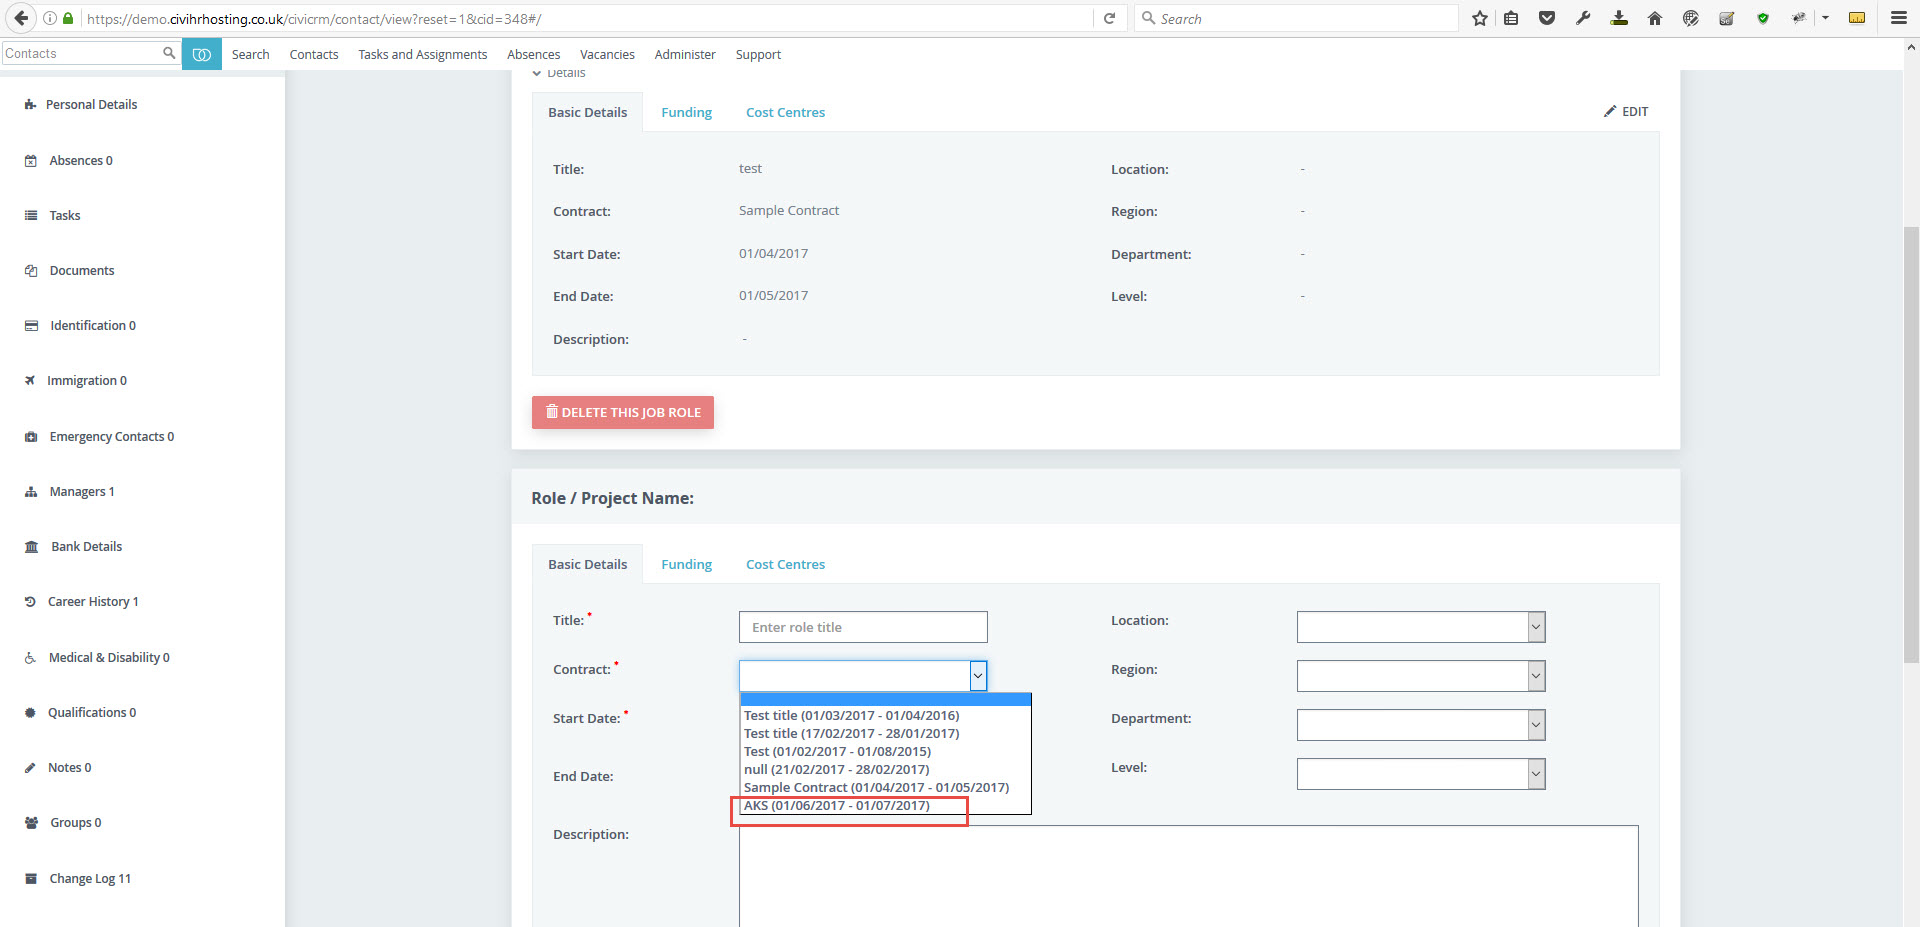 https://demo.civihrhosting.co.uk/civicrm/contact/view?reset=1&cid=348#/
Search
Contacts
Search
Contacts
Tasks and Assignments
Absences
Vacancies
Administer
Support
Personal Details
Absences 0
Tasks
Documents
Identification 0
Immigration 0
Emergency Contacts 0
Managers 1
Bank Details
Career History 1
Medical & Disability 0
Qualifications 0
Notes 0
Groups 0
Change Log 11
Details
Basic Details
Funding
Cost Centres
EDIT
Title:
test
Location:
-
Contract:
Sample Contract
Region:
-
Start Date:
01/04/2017
Department:
-
End Date:
01/05/2017
Level:
-
Description:
-
DELETE THIS JOB ROLE
Role / Project Name:
Basic Details
Funding
Cost Centres
Title: *
Enter role title
Location:
Contract: *
Region:
Test title (01/03/2017 - 01/04/2016)
Test title (17/02/2017 - 28/01/2017)
Test (01/02/2017 - 01/08/2015)
null (21/02/2017 - 28/02/2017)
Sample Contract (01/04/2017 - 01/05/2017)
AKS (01/06/2017 - 01/07/2017)
Start Date: *
Department:
End Date:
Level:
Description: